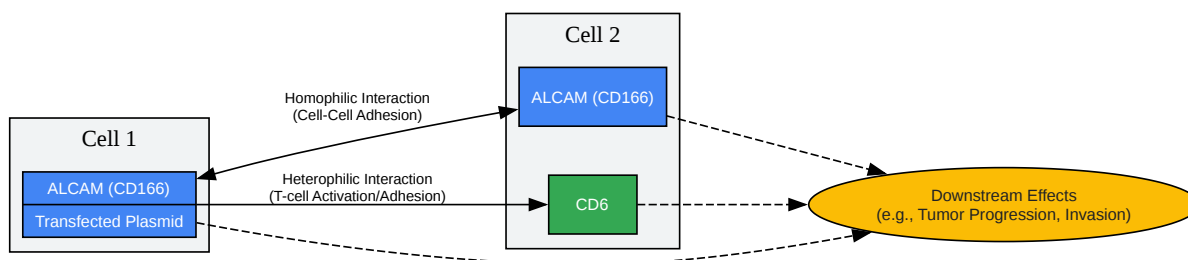 Cell 1
ALCAM (CD166)
Transfected Plasmid
Homophilic Interaction
(Cell-Cell Adhesion)
Heterophilic Interaction
(T-cell Activation/Adhesion)
Cell 2
ALCAM (CD166)
CD6
Downstream Effects
(e.g., Tumor Progression, Invasion)